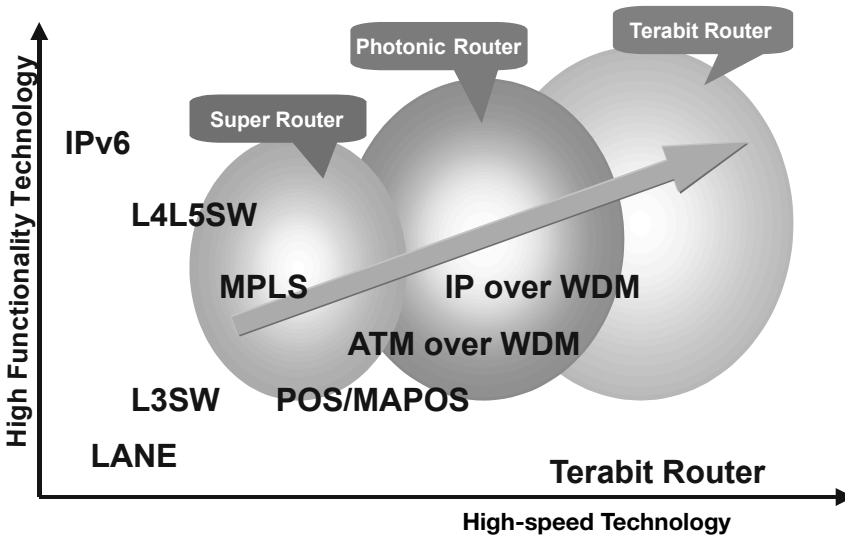 Terabit Router
Photonic Router
Super Router
High Functionality Technology
IPv6
L4L5SW
MPLS
IP over WDM
ATM over WDM
L3SW
POS/MAPOS
LANE
Terabit Router
High-speed Technology